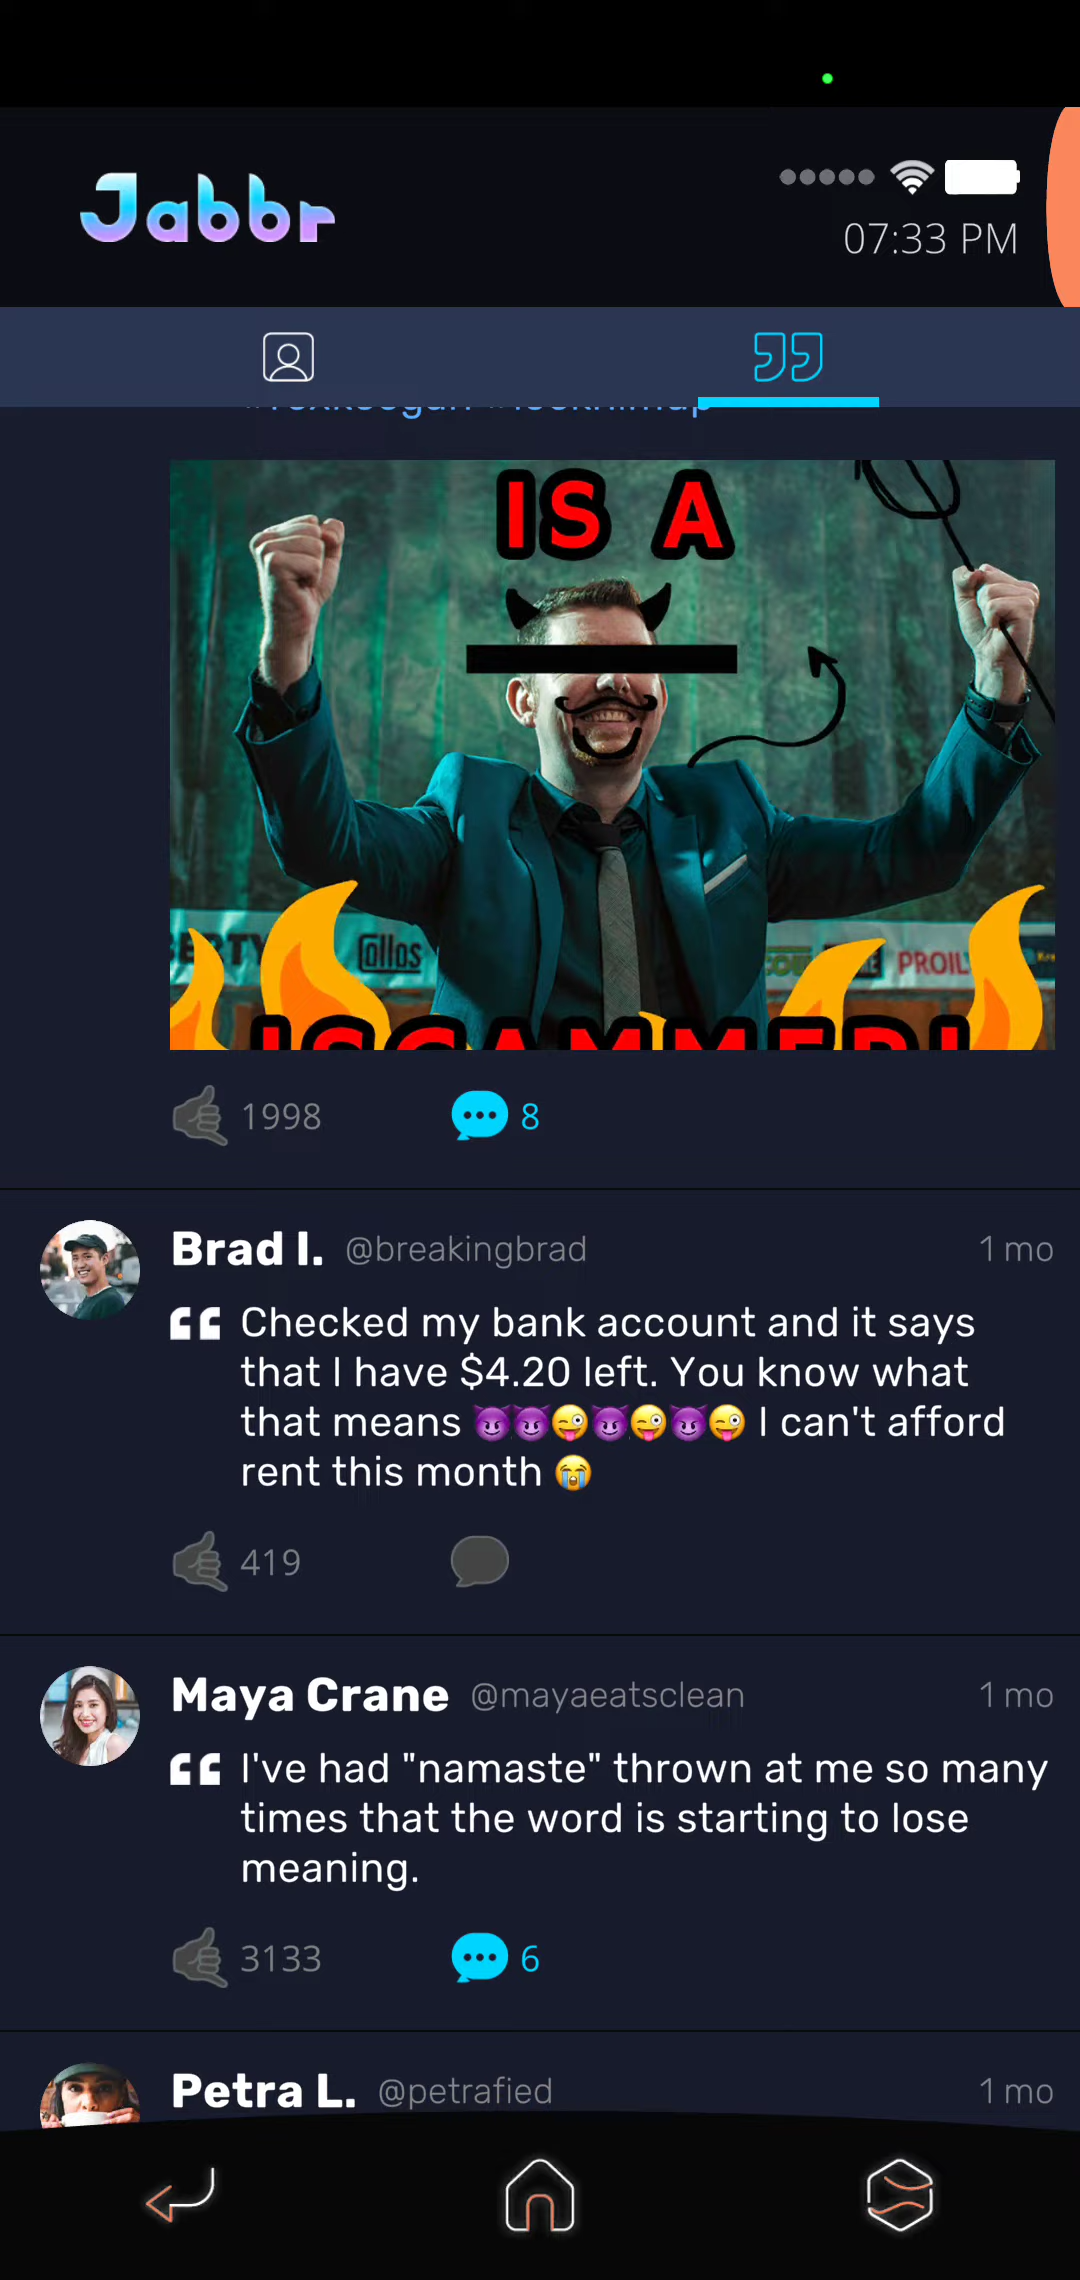 Jabbr
07:33 PM
IS A
Collos
PROIL
!SCAMMER!
1998
8
Brad I. @breakingbrad 1 mo
Checked my bank account and it says
that I have $4.20 left. You know what
that means 😈😈😜😈😜😈😜 I can't afford
rent this month 😭
419
Maya Crane @mayaeatsclean 1 mo
I've had "namaste" thrown at me so many
times that the word is starting to lose
meaning.
3133
6
Petra L. @petrafied 1 mo